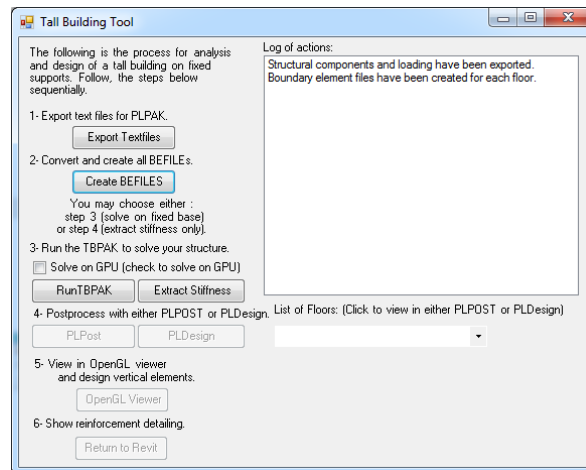 Tall Building Tool
The following is the process for analysis
and design of a tall building on fixed
supports. Follow, the steps below
sequentially.
1- Export text files for PLPAK.
Export Textfiles
2- Convert and create all BEFILEs.
Create BEFILES
You may choose either :
step 3 (solve on fixed base)
or step 4 (extract stiffness only).
3- Run the TBPAK to solve your structure.
Solve on GPU (check to solve on GPU)
RunTBPAK
Extract Stiffness
4- Postprocess with either PLPOST or PLDesign.
PLPost
PLDesign
5- View in OpenGL viewer
and design vertical elements.
OpenGL Viewer
6- Show reinforcement detailing.
Return to Revit
Log of actions:
Structural components and loading have been exported.
Boundary element files have been created for each floor.
List of Floors: (Click to view in either PLPOST or PLDesign)